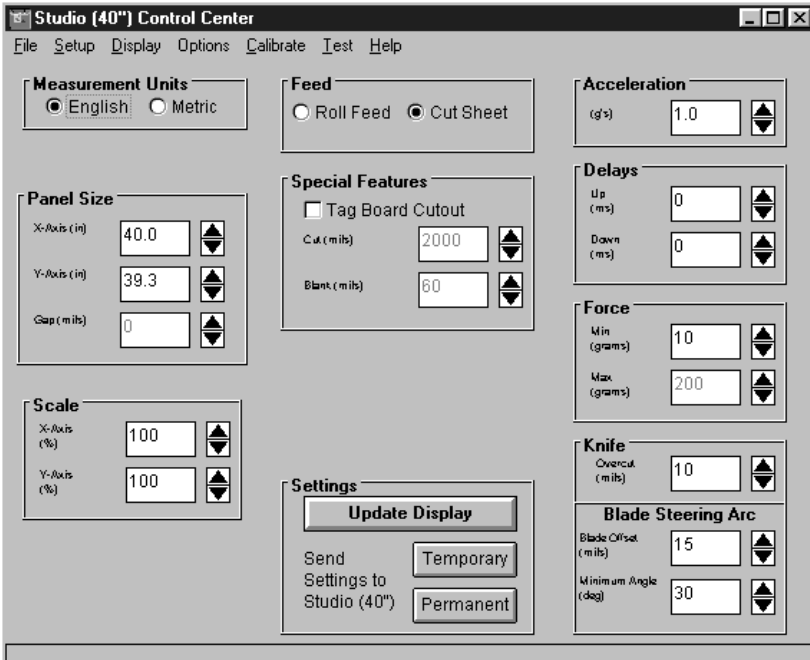 Studio (40") Control Center
File Setup Display Options Calibrate Test Help
Measurement Units
English Metric
Panel Size
X-Axis (in) 40.0
Y-Axis (in) 39.3
Gap (mils) 0
Scale
X-Axis (%) 100
Y-Axis (%) 100
Feed
Roll Feed Cut Sheet
Special Features
Tag Board Cutout
Cut (mils) 2000
Blank (mils) 60
Settings
Update Display
Send Settings to Studio (40")
Temporary
Permanent
Acceleration
(g's) 1.0
Delays
Up (ms) 0
Down (ms) 0
Force
Min (grams) 10
Max (grams) 200
Knife
Overcut (mils) 10
Blade Steering Arc
Blade Offset (mils) 15
Minimum Angle (deg) 30